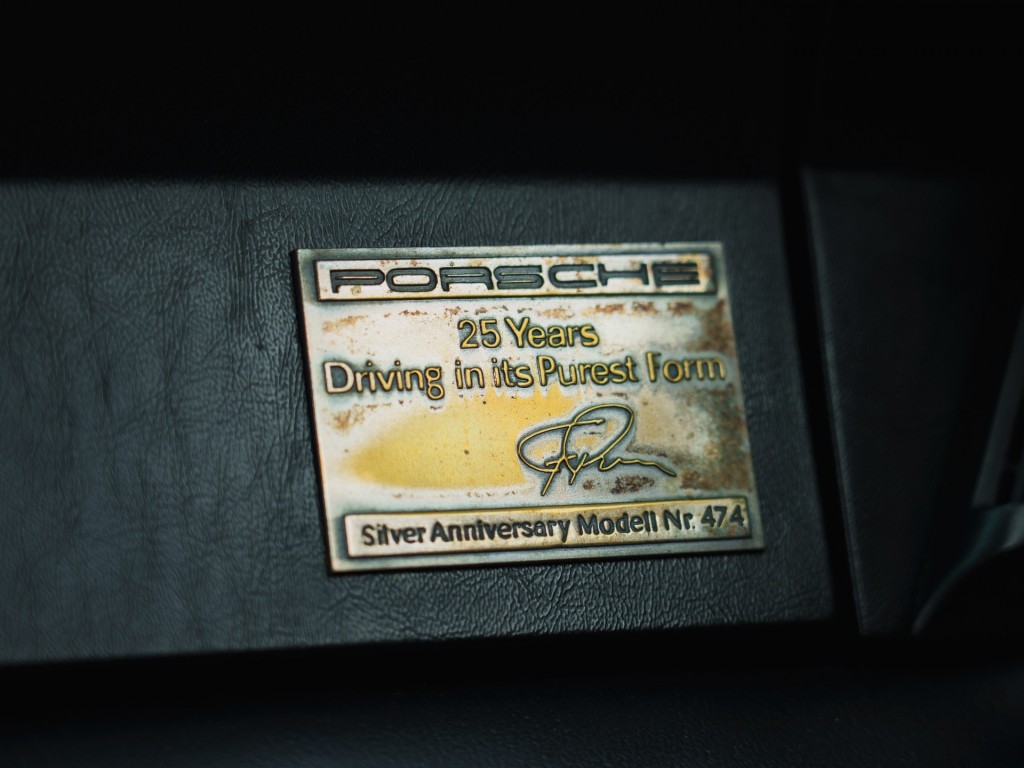 PORSCHE
25 Years
Driving in its Purest Form
Silver Anniversary Modell Nr. 474